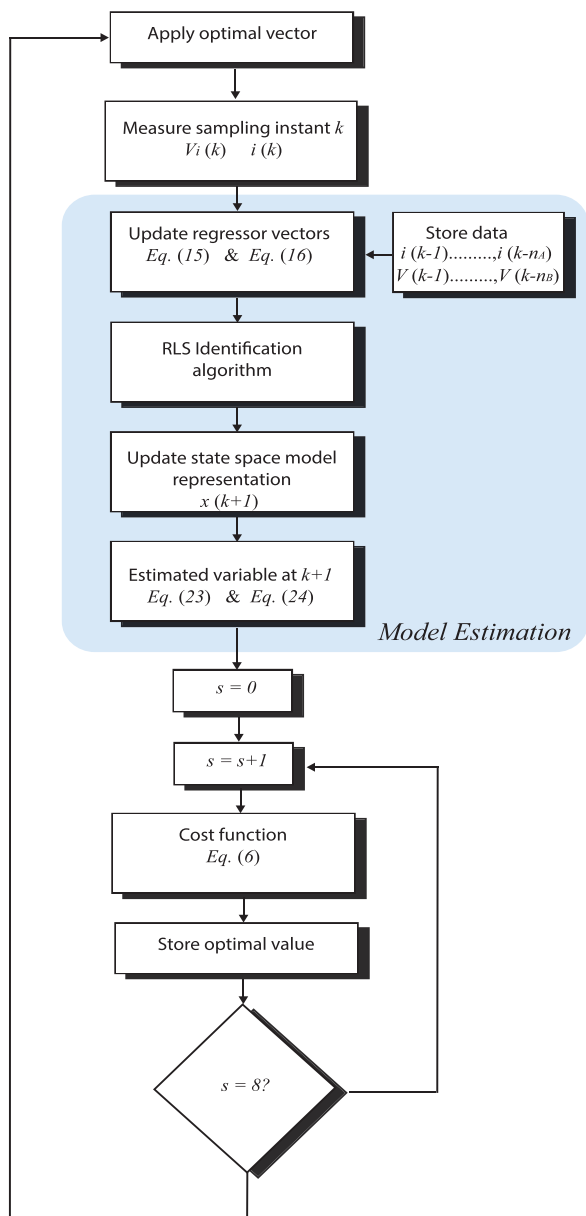 Apply optimal vector
Measure sampling instant k
Vi (k) i (k)
Update regressor vectors
Eq. (15) & Eq. (16)
Store data
i (k-1).........,i (k-nA)
V (k-1).........,V (k-nB)
RLS Identification
algorithm
Update state space model
representation
x (k+1)
Estimated variable at k+1
Eq. (23) & Eq. (24)
Model Estimation
s = 0
s = s+1
Cost function
Eq. (6)
Store optimal value
s = 8?